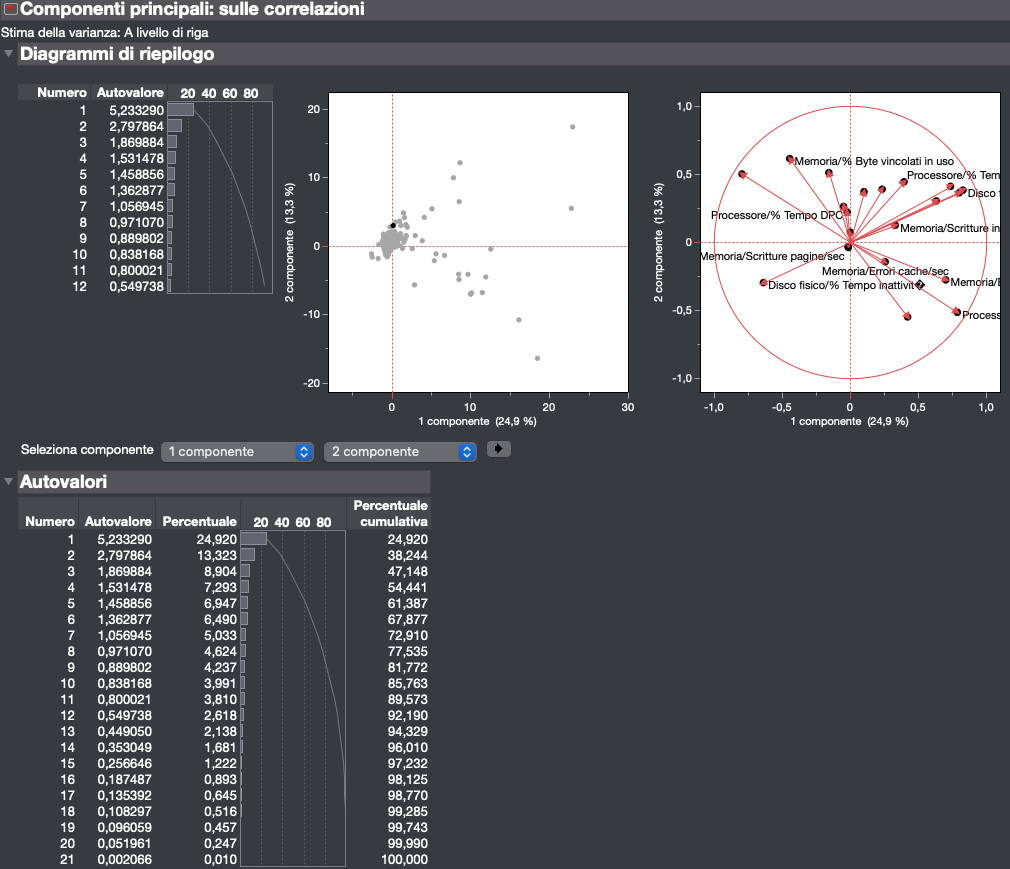 Componenti principali: sulle correlazioni
Stima della varianza: A livello di riga
Diagrammi di riepilogo
Numero Autovalore 20 40 60 80
1 5,233290
2 2,797864
3 1,869884
4 1,531478
5 1,458856
6 1,362877
7 1,056945
8 0,971070
9 0,889802
10 0,838168
11 0,800021
12 0,549738
2 componente (13,3 %)
20
10
0
-10
-20
0 10 20 30
1 componente (24,9 %)
2 componente (13,3 %)
1,0
0,5
0
-0,5
-1,0
Memoria/% Byte vincolati in uso
Processore/% Tem
Disco
Processore/% Tempo DPC
Memoria/Scritture in
Memoria/Scritture pagine/sec
Memoria/Errori cache/sec
Disco fisico/% Tempo inattivit�
Memoria/E
Process
-1,0 -0,5 0 0,5 1,0
1 componente (24,9 %)
Seleziona componente 1 componente 2 componente
Autovalori
Numero Autovalore Percentuale 20 40 60 80 Percentuale
cumulativa
1 5,233290 24,920 24,920
2 2,797864 13,323 38,244
3 1,869884 8,904 47,148
4 1,531478 7,293 54,441
5 1,458856 6,947 61,387
6 1,362877 6,490 67,877
7 1,056945 5,033 72,910
8 0,971070 4,624 77,535
9 0,889802 4,237 81,772
10 0,838168 3,991 85,763
11 0,800021 3,810 89,573
12 0,549738 2,618 92,190
13 0,449050 2,138 94,329
14 0,353049 1,681 96,010
15 0,256646 1,222 97,232
16 0,187487 0,893 98,125
17 0,135392 0,645 98,770
18 0,108297 0,516 99,285
19 0,096059 0,457 99,743
20 0,051961 0,247 99,990
21 0,002066 0,010 100,000